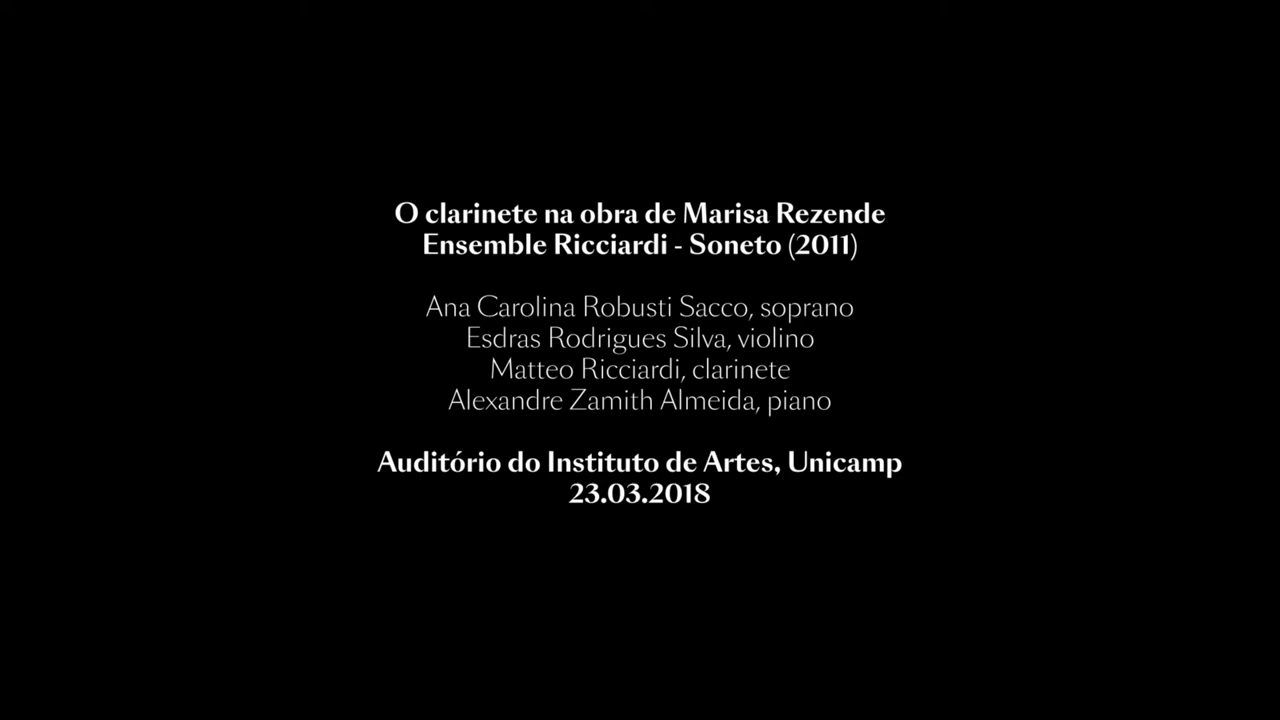 O clarinete na obra de Marisa Rezende
Ensemble Ricciardi - Soneto (2011)
Ana Carolina Robusti Sacco, soprano
Esdras Rodrigues Silva, violino
Matteo Ricciardi, clarinete
Alexandre Zamith Almeida, piano
Auditório do Instituto de Artes, Unicamp
23.03.2018